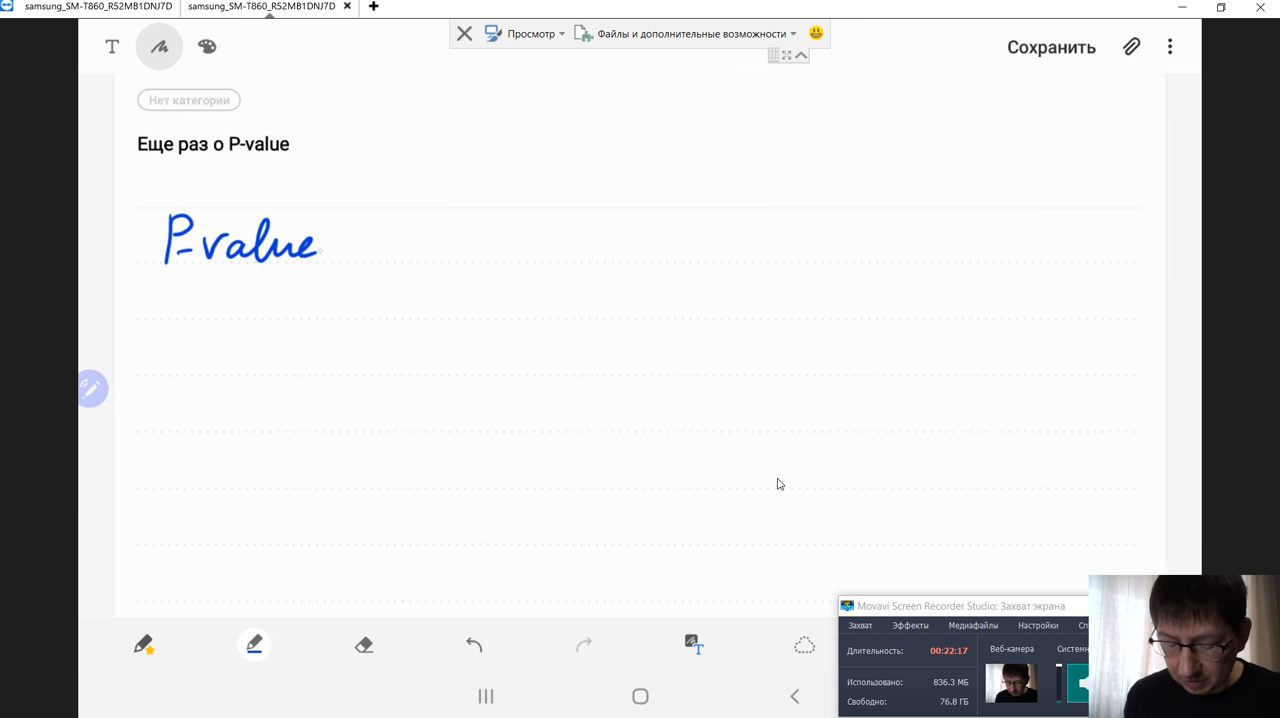 samsung_SM-T860_R52MB1DNJ7D
samsung_SM-T860_R52MB1DNJ7D
Просмотр
Файлы и дополнительные возможности
T
Сохранить
Нет категории
Еще раз о P-value
P-value
Movavi Screen Recorder Studio: Захват экрана
Захват
Эффекты
Медиафайлы
Настройки
Сп
Длительность:
00:22:17
Веб-камера
Системн
Использовано:
836.3 МБ
Свободно:
76.8 ГБ
T